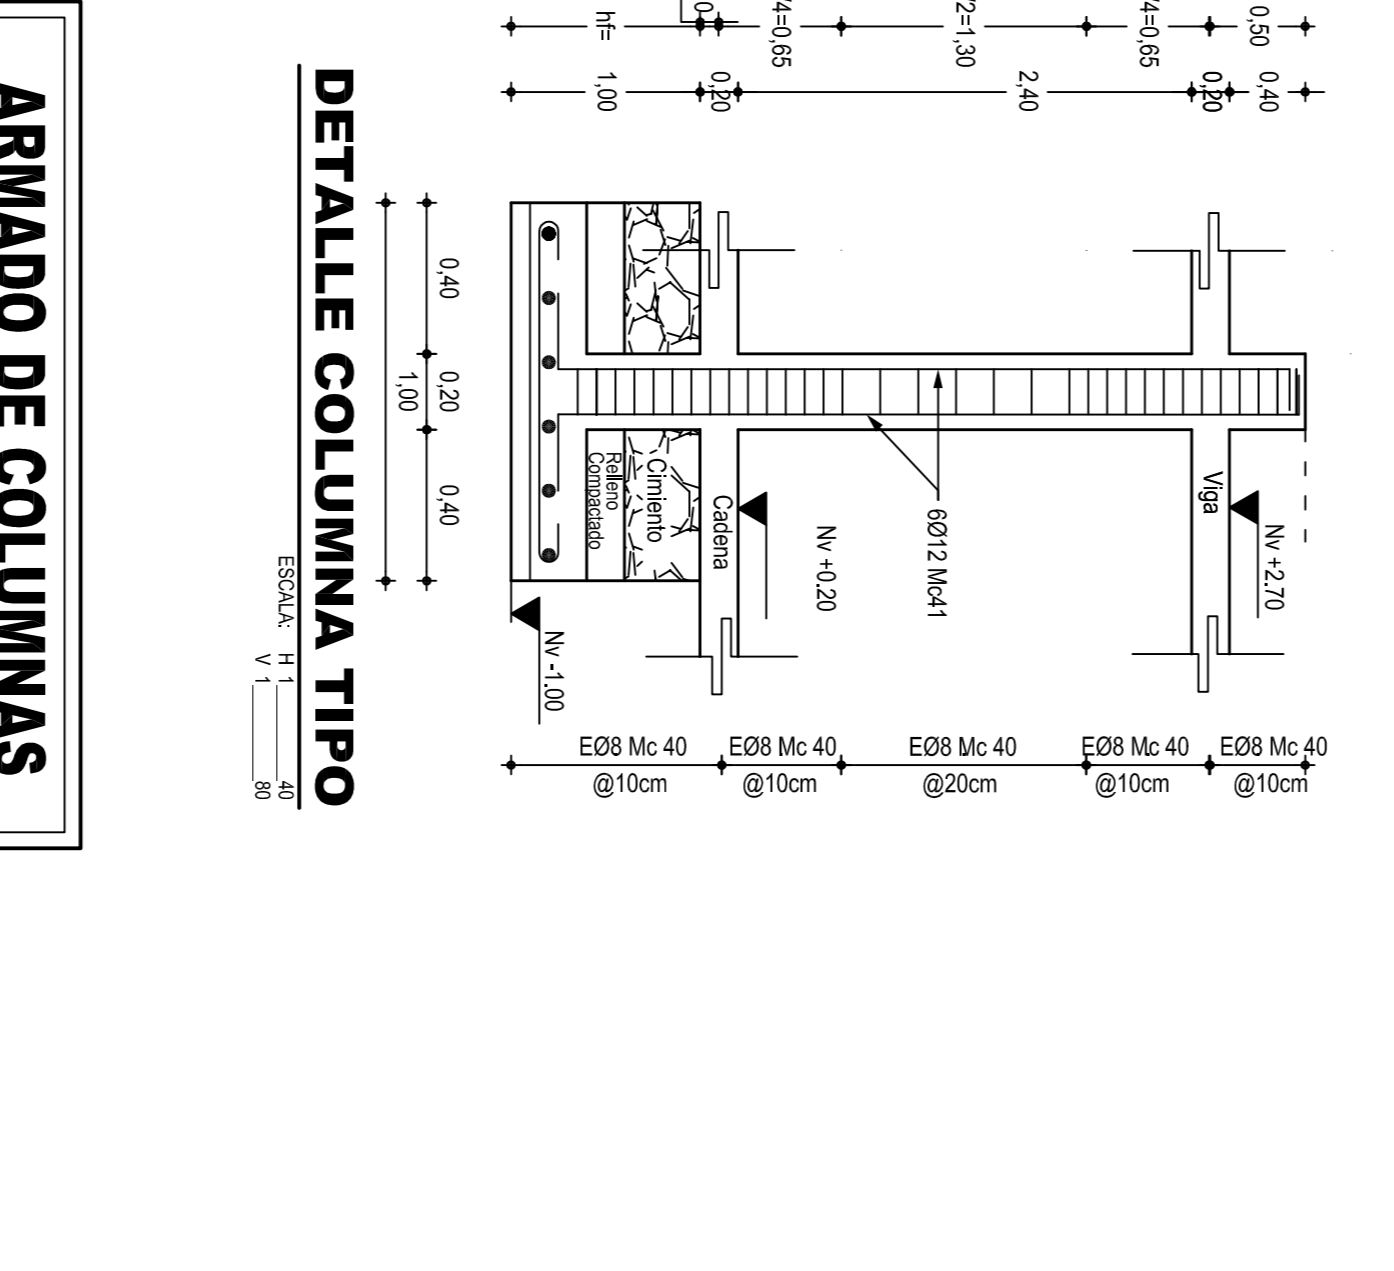 ARMADO DE COLUMNAS
DETALLE COLUMNA TIPO
ESCALA: H 1 40
V 1 80
0,50
/4=0,65
/2=1,30
/4=0,65
hf=
0,40
0,20
2,40
0,20
1,00
Nv +2.70
Viga
6Ø12 Mc41
Nv +0.20
Cadena
Cimiento
Relleno
Compactado
Nv -1.00
0,40
0,20
0,40
1,00
EØ8 Mc 40
@10cm
EØ8 Mc 40
@10cm
EØ8 Mc 40
@20cm
EØ8 Mc 40
@10cm
EØ8 Mc 40
@10cm